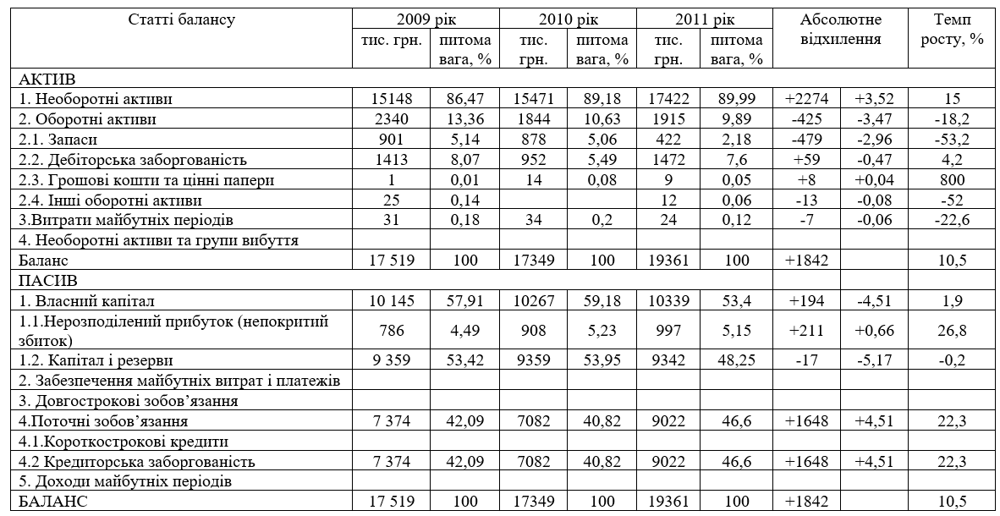 Статті балансу 2009 рік 2010 рік 2011 рік Абсолютне відхилення Темп росту, %
тис. грн. питома вага, % тис. грн. питома вага, % тис. грн. питома вага, %
АКТИВ
1. Необоротні активи 15148 86,47 15471 89,18 17422 89,99 +2274 +3,52 15
2. Оборотні активи 2340 13,36 1844 10,63 1915 9,89 -425 -3,47 -18,2
2.1. Запаси 901 5,14 878 5,06 422 2,18 -479 -2,96 -53,2
2.2. Дебіторська заборгованість 1413 8,07 952 5,49 1472 7,6 +59 -0,47 4,2
2.3. Грошові кошти та цінні папери 1 0,01 14 0,08 9 0,05 +8 +0,04 800
2.4. Інші оборотні активи 25 0,14 12 0,06 -13 -0,08 -52
3.Витрати майбутніх періодів 31 0,18 34 0,2 24 0,12 -7 -0,06 -22,6
4. Необоротні активи та групи вибуття
Баланс 17 519 100 17349 100 19361 100 +1842 10,5
ПАСИВ
1. Власний капітал 10 145 57,91 10267 59,18 10339 53,4 +194 -4,51 1,9
1.1.Нерозподілений прибуток (непокритий збиток) 786 4,49 908 5,23 997 5,15 +211 +0,66 26,8
1.2. Капітал і резерви 9 359 53,42 9359 53,95 9342 48,25 -17 -5,17 -0,2
2. Забезпечення майбутніх витрат і платежів
3. Довгострокові зобов’язання
4.Поточні зобов’язання 7 374 42,09 7082 40,82 9022 46,6 +1648 +4,51 22,3
4.1.Короткострокові кредити
4.2 Кредиторська заборгованість 7 374 42,09 7082 40,82 9022 46,6 +1648 +4,51 22,3
5. Доходи майбутніх періодів
БАЛАНС 17 519 100 17349 100 19361 100 +1842 10,5